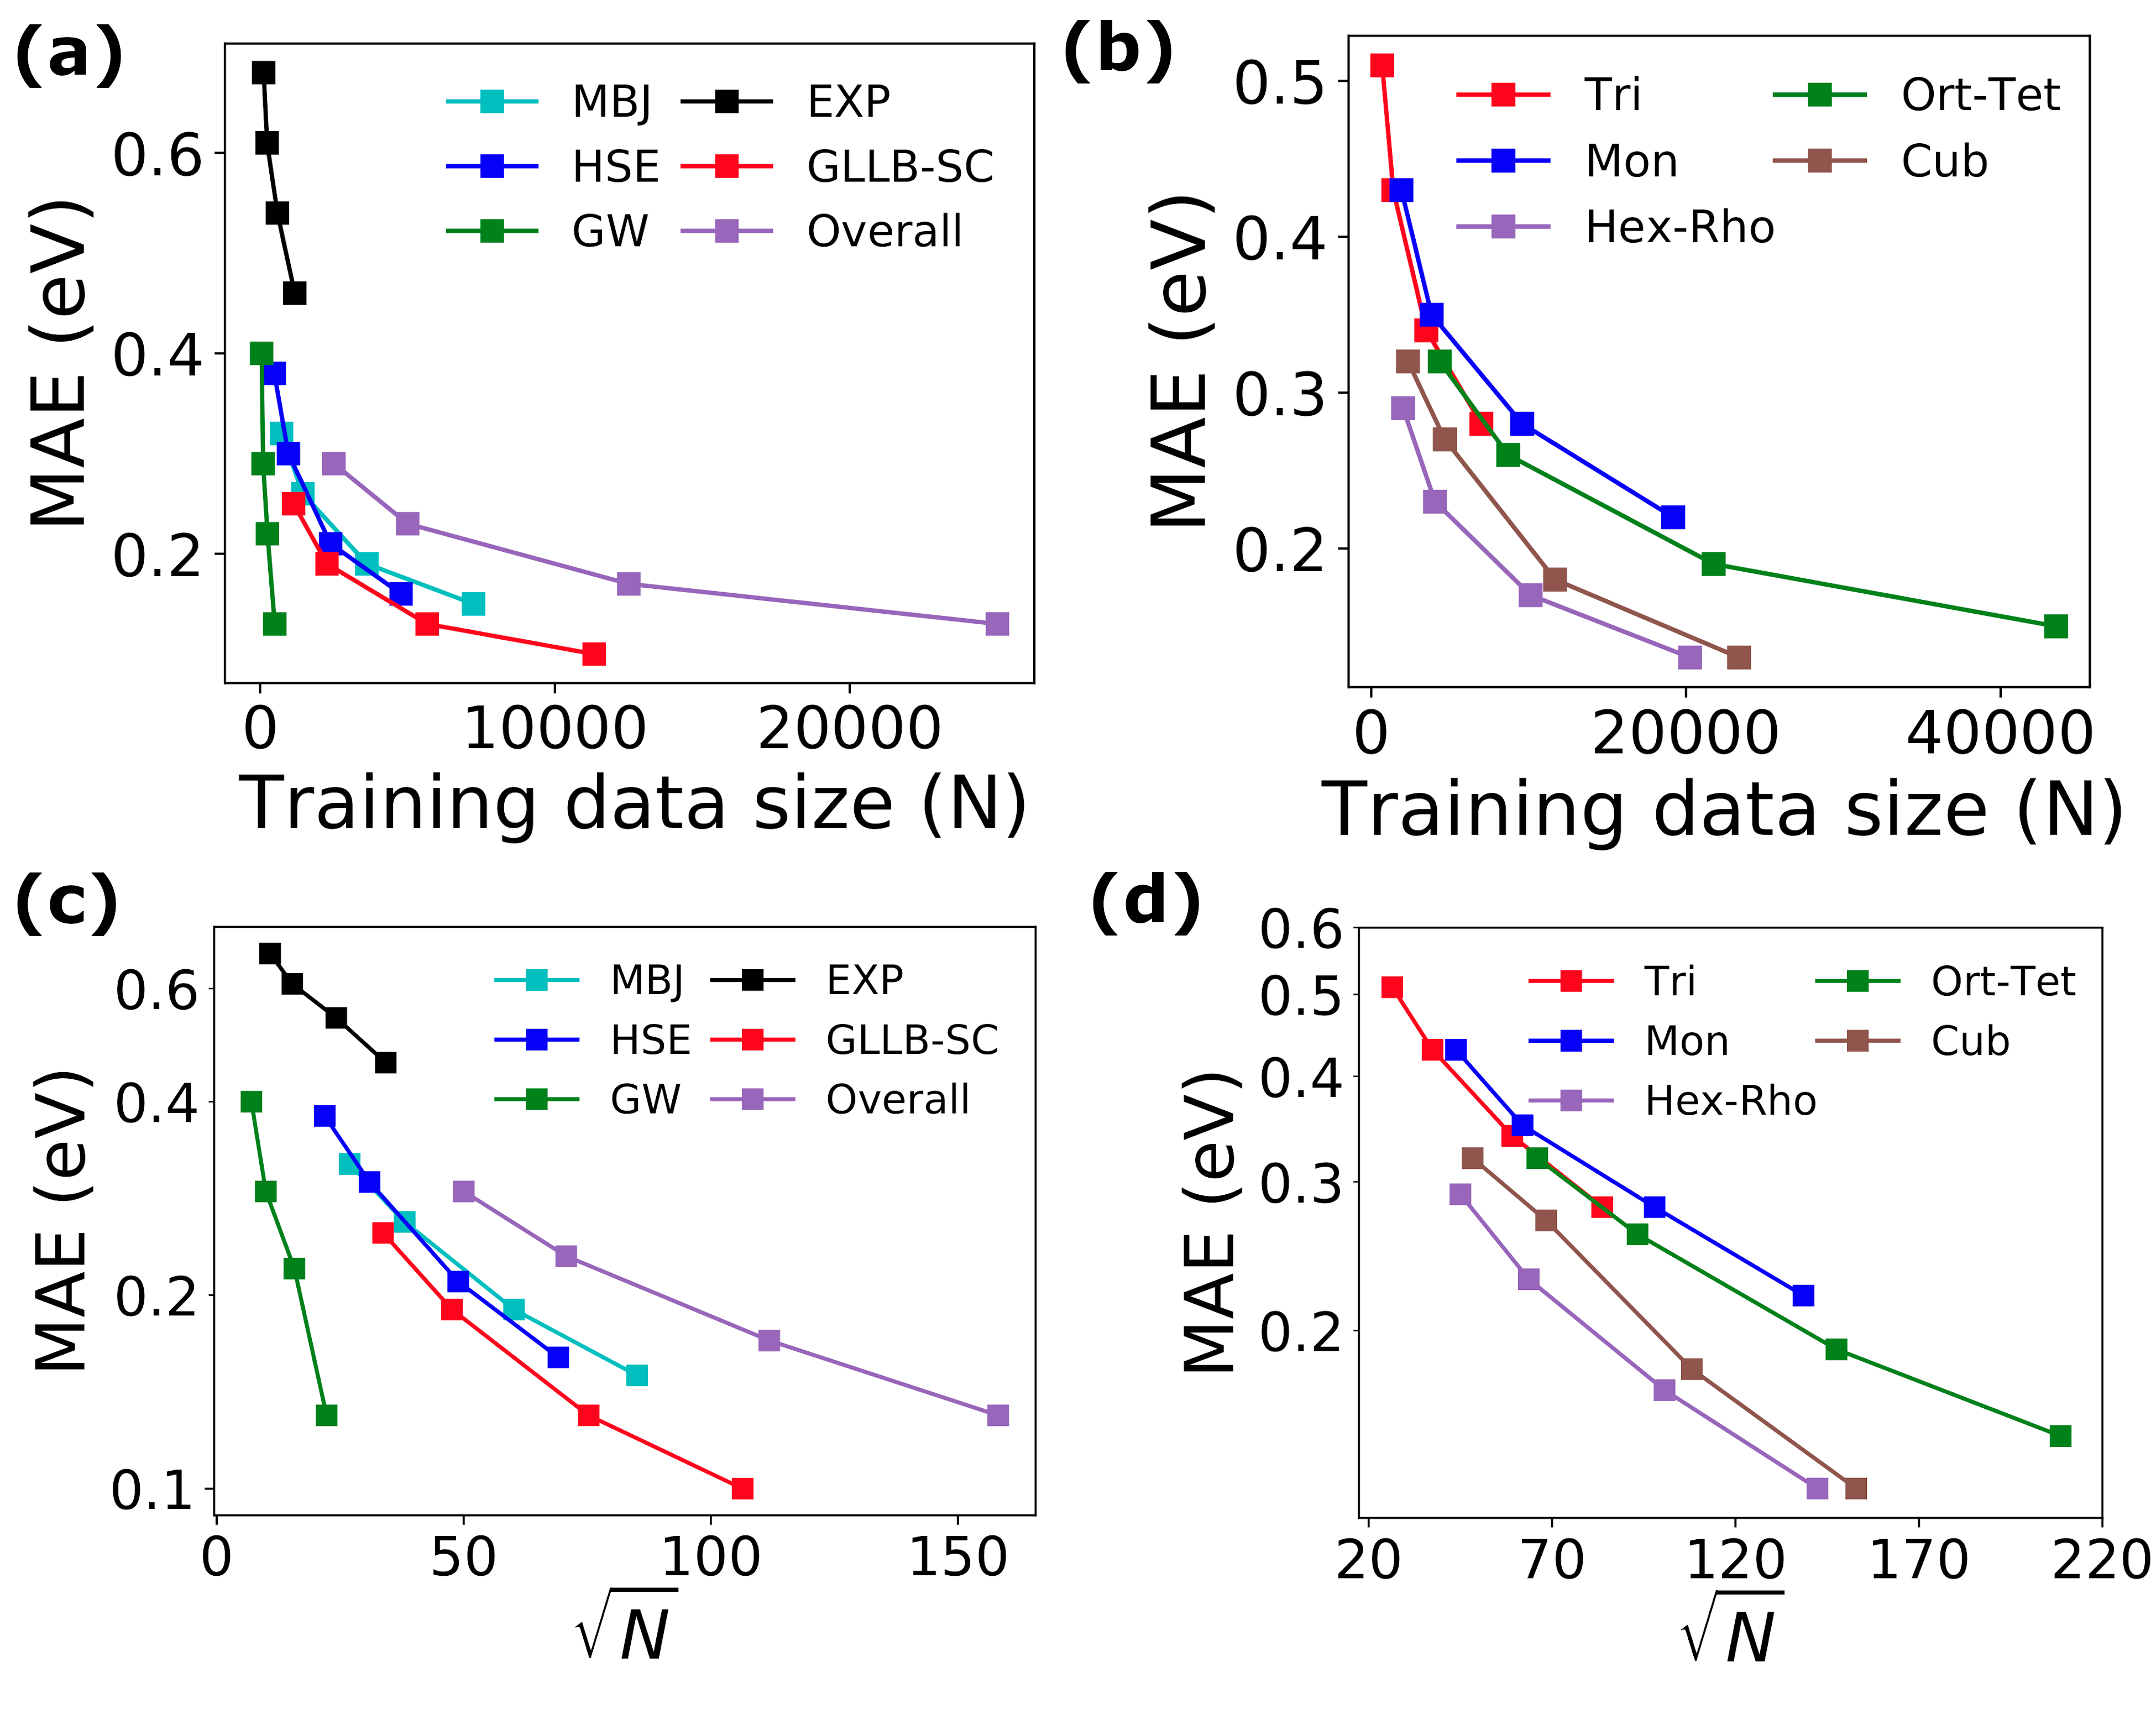 (a)
MAE (eV)
0.6
0.4
0.2
MBJ
HSE
GW
EXP
GLLB-SC
Overall
0 10000 20000
Training data size (N)
(b)
MAE (eV)
0.5
0.4
0.3
0.2
Tri
Mon
Hex-Rho
Ort-Tet
Cub
0 20000 40000
Training data size (N)
(c)
MAE (eV)
0.6
0.4
0.2
0.1
MBJ
HSE
GW
EXP
GLLB-SC
Overall
0 50 100 150
√N
(d)
MAE (eV)
0.6
0.5
0.4
0.3
0.2
Tri
Mon
Hex-Rho
Ort-Tet
Cub
20 70 120 170 220
√N